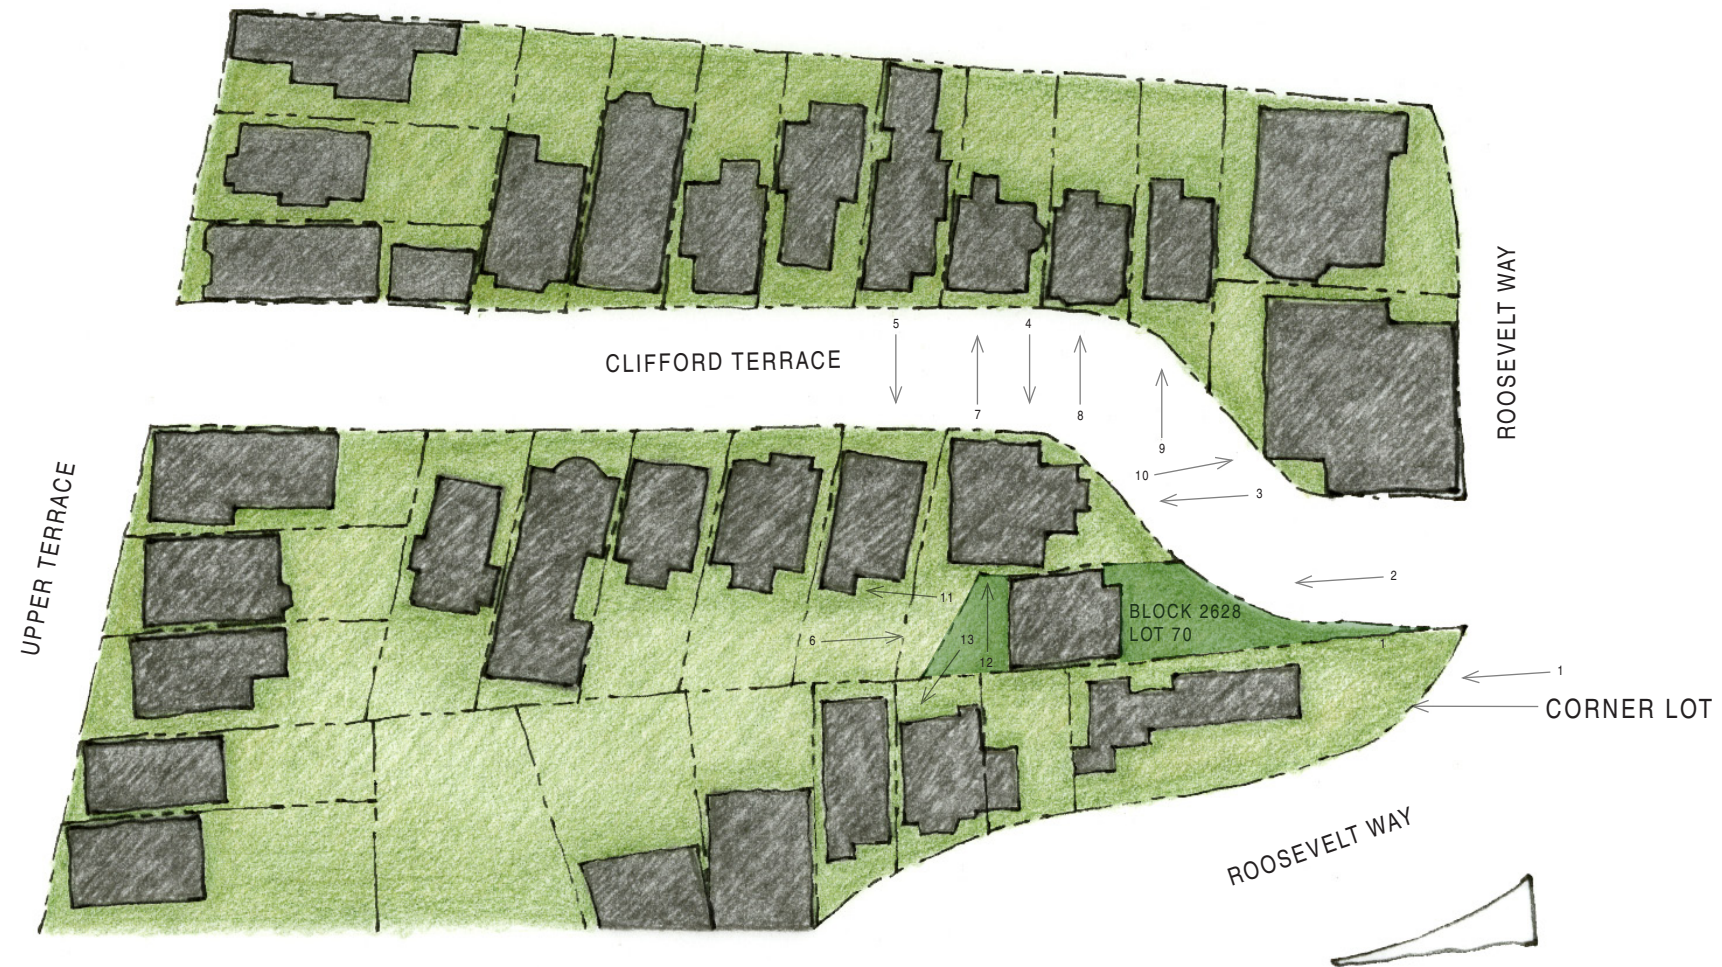 ROOSEVELT WAY
5
4
CLIFFORD TERRACE
7
8
9
10
3
UPPER TERRACE
2
11
BLOCK 2628
LOT 70
6
13
12
1
1
CORNER LOT
ROOSEVELT WAY